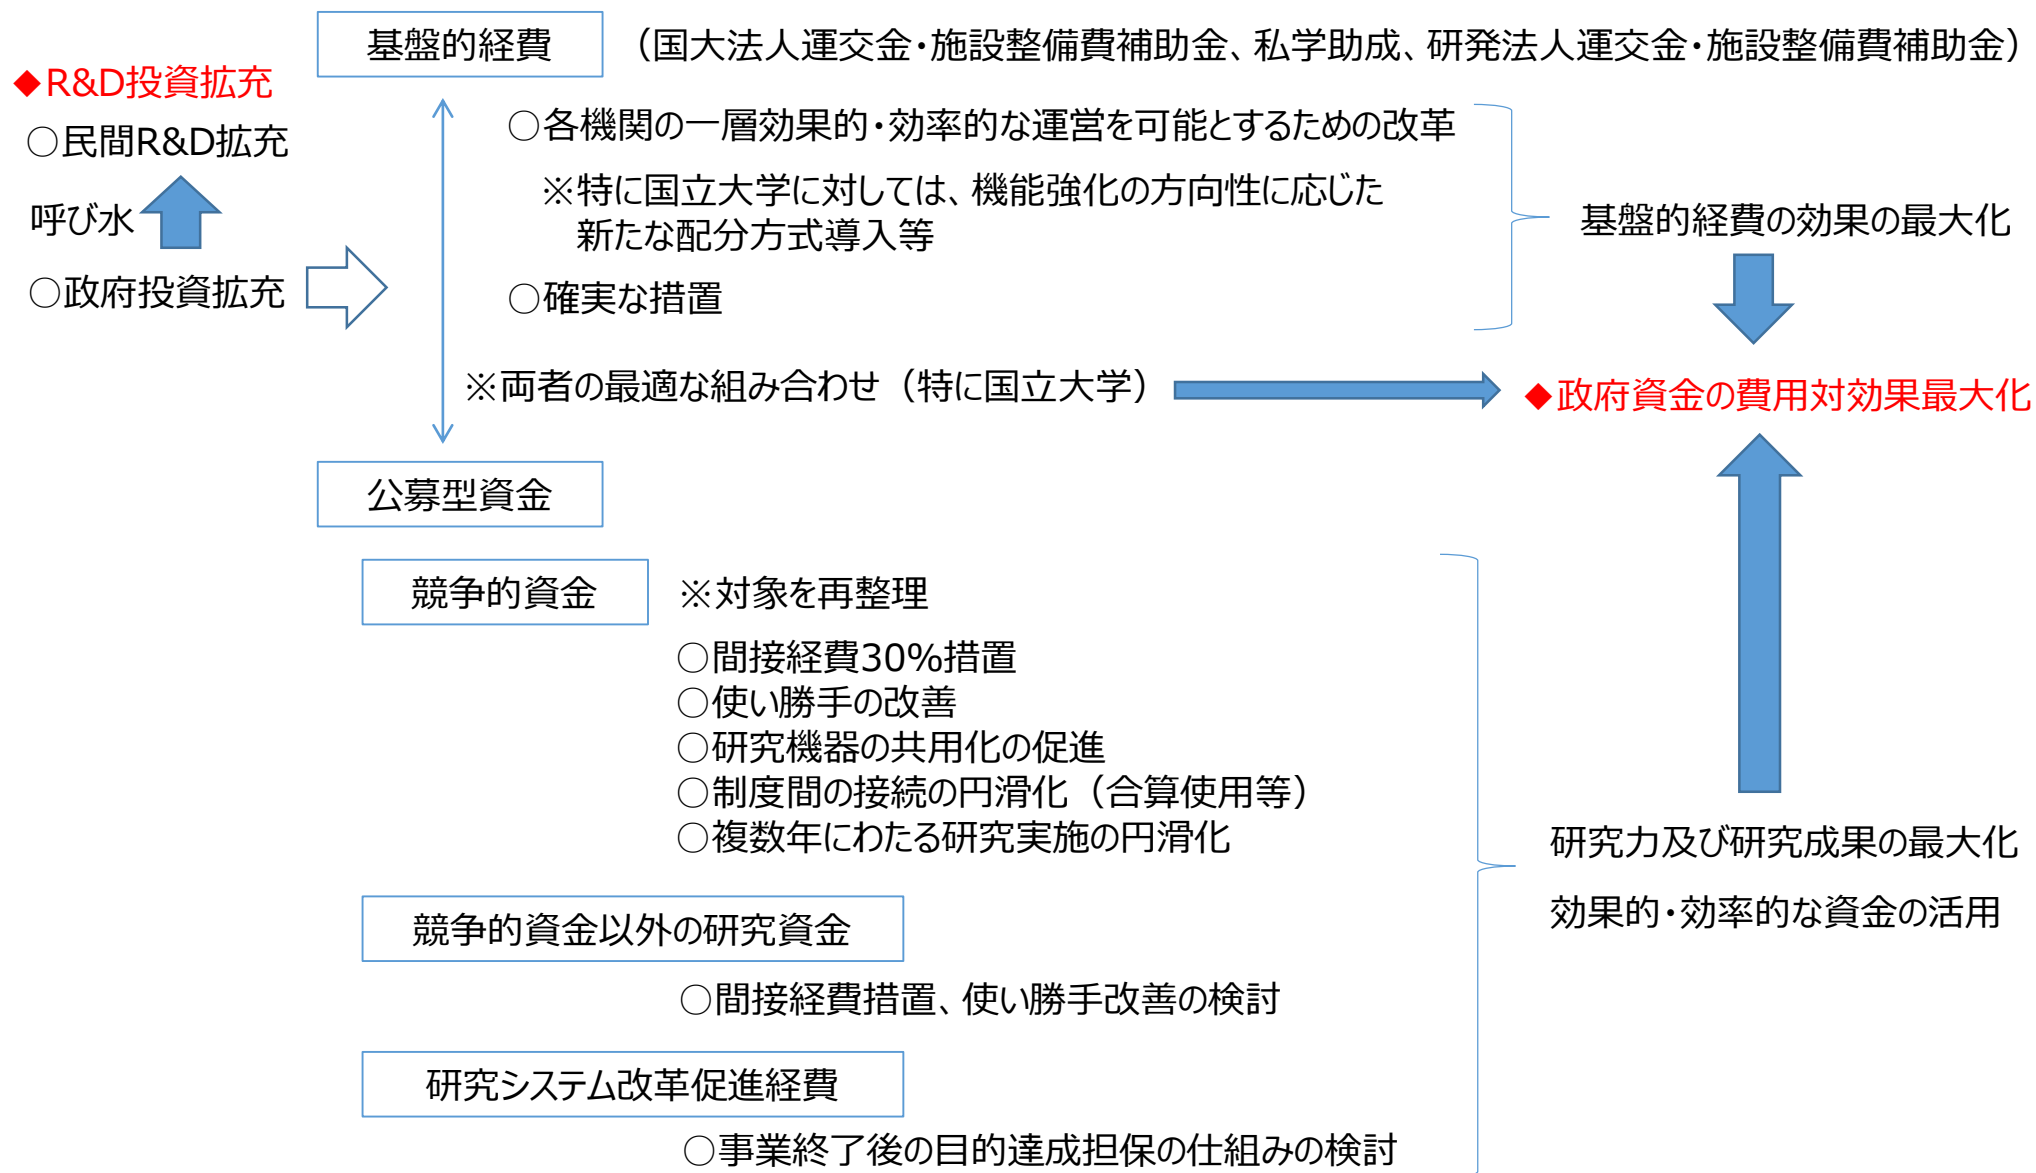 基盤的経費
（国大法人運交金・施設整備費補助金、私学助成、研発法人運交金・施設整備費補助金）
◆R&D投資拡充
○民間R&D拡充
呼び水
○政府投資拡充
○各機関の一層効果的・効率的な運営を可能とするための改革
※特に国立大学に対しては、機能強化の方向性に応じた
新たな配分方式導入等
○確実な措置
基盤的経費の効果の最大化
※両者の最適な組み合わせ（特に国立大学）
◆政府資金の費用対効果最大化
公募型資金
競争的資金
※対象を再整理
○間接経費30%措置
○使い勝手の改善
○研究機器の共用化の促進
○制度間の接続の円滑化（合算使用等）
○複数年にわたる研究実施の円滑化
研究力及び研究成果の最大化
効果的・効率的な資金の活用
競争的資金以外の研究資金
○間接経費措置、使い勝手改善の検討
研究システム改革促進経費
○事業終了後の目的達成担保の仕組みの検討